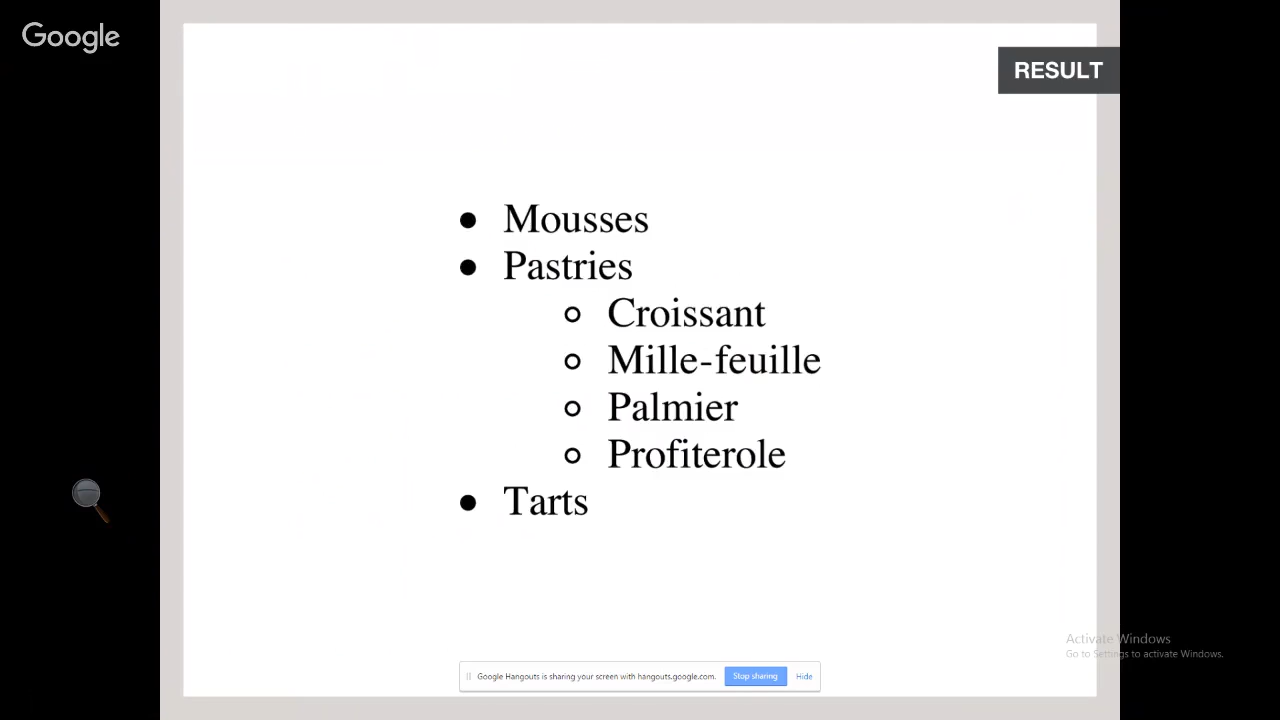 Google
RESULT
● Mousses
● Pastries
○ Croissant
○ Mille-feuille
○ Palmier
○ Profiterole
● Tarts
Activate Windows
Go to Settings to activate Windows.
Google Hangouts is sharing your screen with hangouts.google.com. Stop sharing Hide